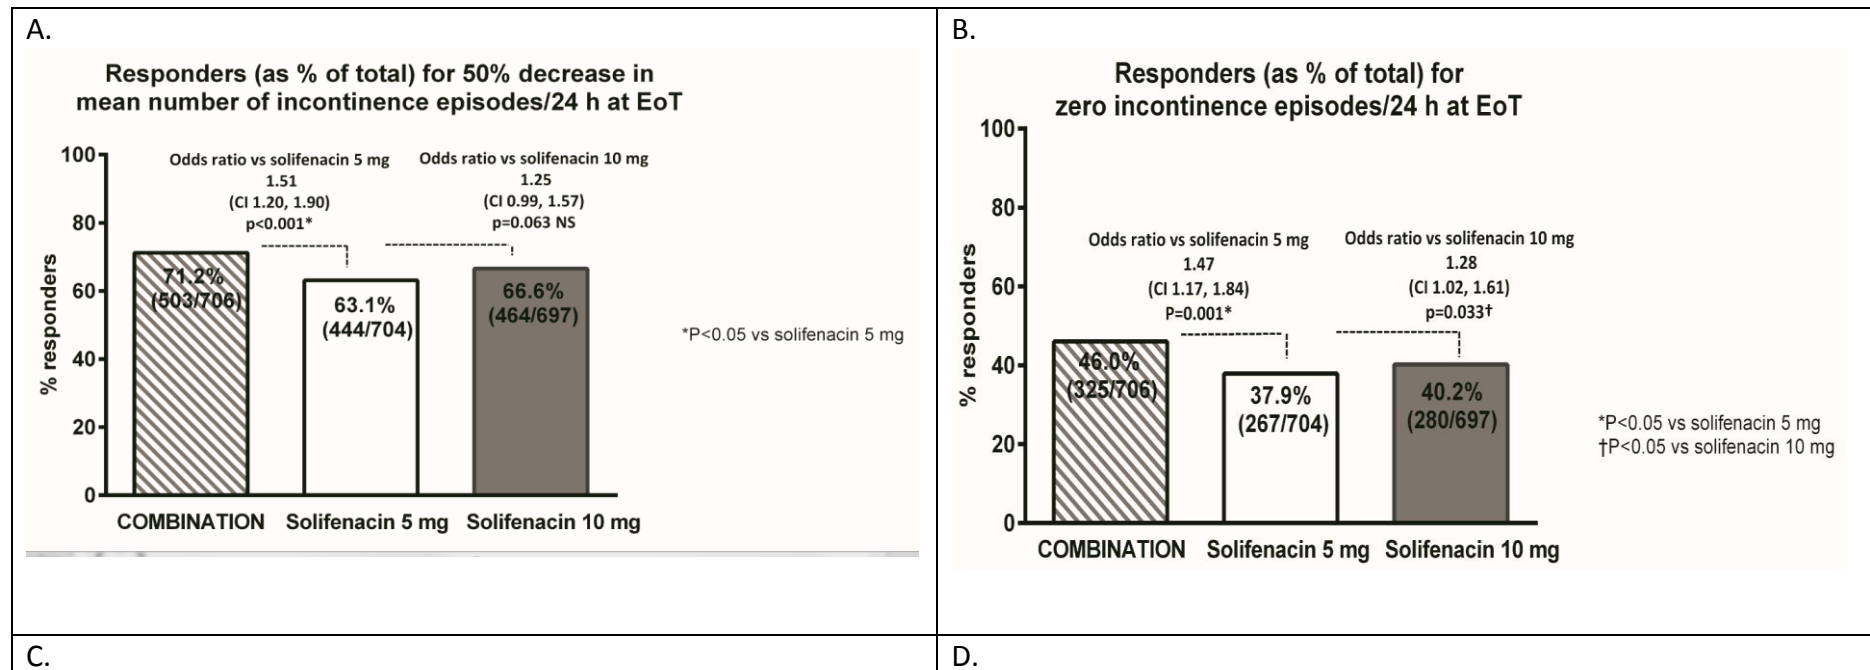 A.
Responders (as % of total) for 50% decrease in
mean number of incontinence episodes/24 h at EoT
% responders
100
80
60
40
20
0
Odds ratio vs solifenacin 5 mg
1.51
(CI 1.20, 1.90)
p<0.001*
Odds ratio vs solifenacin 10 mg
1.25
(CI 0.99, 1.57)
p=0.063 NS
71.2%
(503/706)
63.1%
(444/704)
66.6%
(464/697)
*P<0.05 vs solifenacin 5 mg
COMBINATION
Solifenacin 5 mg
Solifenacin 10 mg
B.
Responders (as % of total) for
zero incontinence episodes/24 h at EoT
% responders
100
80
60
40
20
0
Odds ratio vs solifenacin 5 mg
1.47
(CI 1.17, 1.84)
P=0.001*
Odds ratio vs solifenacin 10 mg
1.28
(CI 1.02, 1.61)
p=0.033†
46.0%
(325/706)
37.9%
(267/704)
40.2%
(280/697)
*P<0.05 vs solifenacin 5 mg
†P<0.05 vs solifenacin 10 mg
COMBINATION
Solifenacin 5 mg
Solifenacin 10 mg
C.
D.